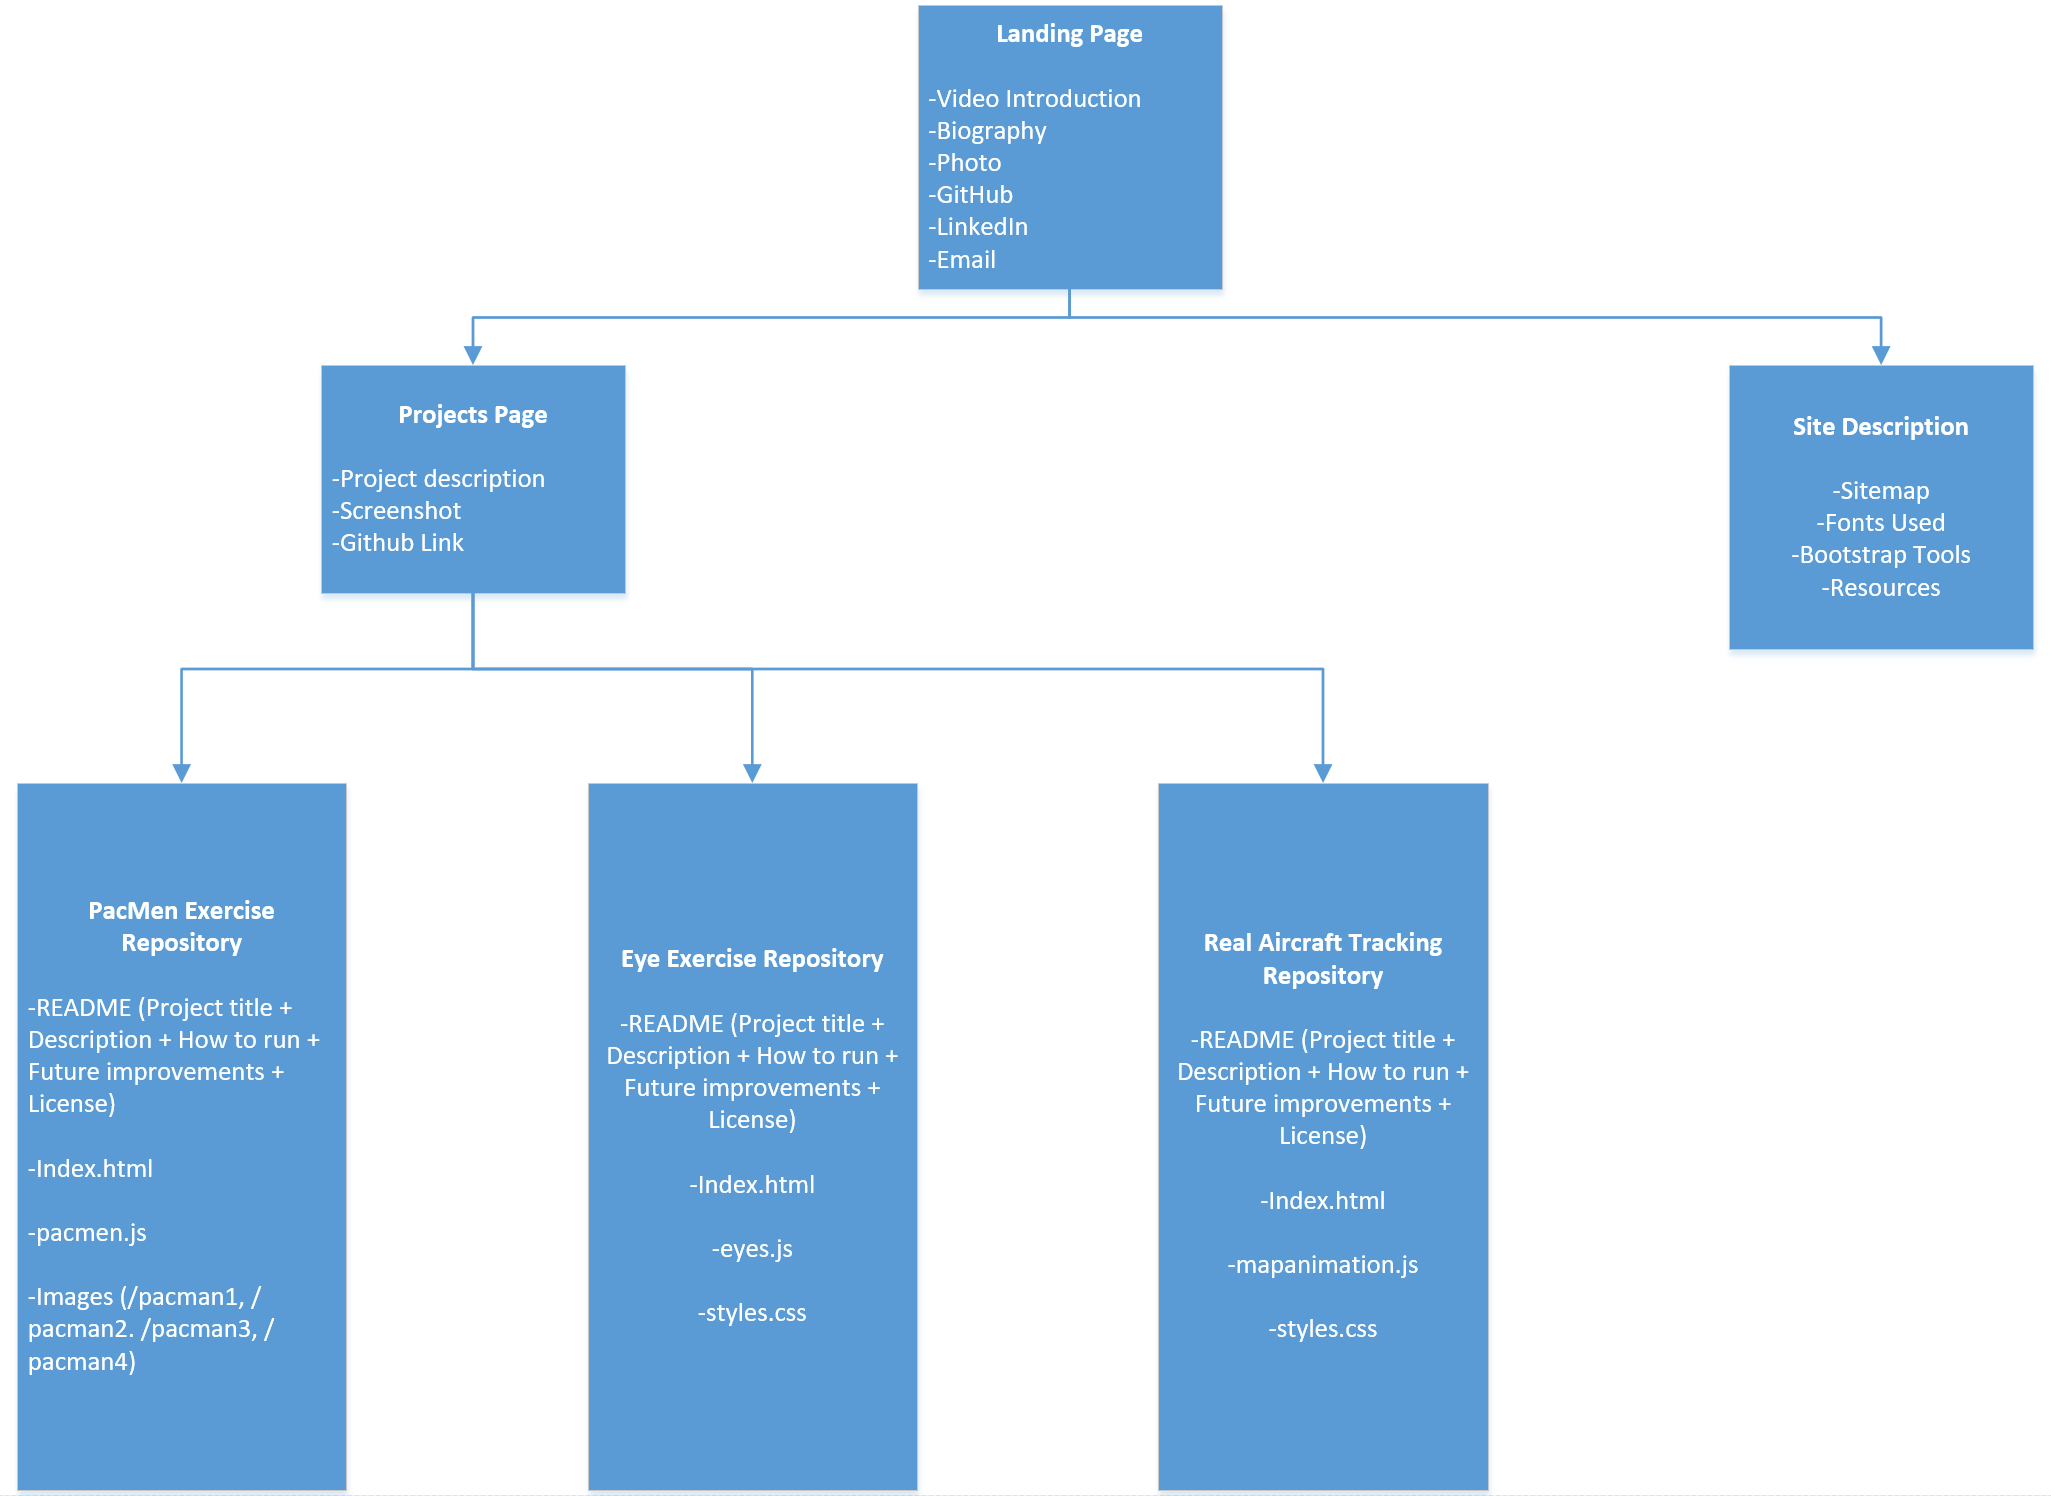 Landing Page
-Video Introduction
-Biography
-Photo
-GitHub
-LinkedIn
-Email
Projects Page
-Project description
-Screenshot
-Github Link
Site Description
-Sitemap
-Fonts Used
-Bootstrap Tools
-Resources
PacMen Exercise
Repository
-README (Project title +
Description + How to run +
Future improvements +
License)
-Index.html
-pacmen.js
-Images (/pacman1, /
pacman2. /pacman3, /
pacman4)
Eye Exercise Repository
-README (Project title +
Description + How to run +
Future improvements +
License)
-Index.html
-eyes.js
-styles.css
Real Aircraft Tracking
Repository
-README (Project title +
Description + How to run +
Future improvements +
License)
-Index.html
-mapanimation.js
-styles.css